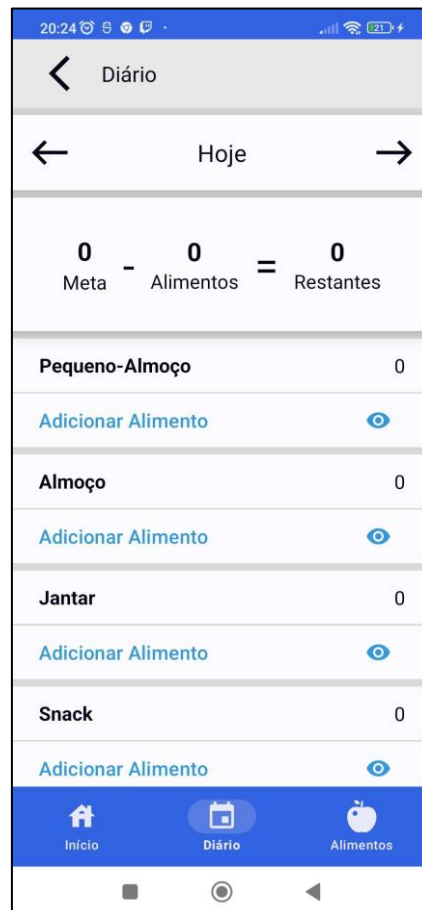 20:24
21
Diário
Hoje
0 - 0 = 0
Meta Alimentos Restantes
Pequeno-Almoço 0
Adicionar Alimento
Almoço 0
Adicionar Alimento
Jantar 0
Adicionar Alimento
Snack 0
Adicionar Alimento
Início Diário Alimentos